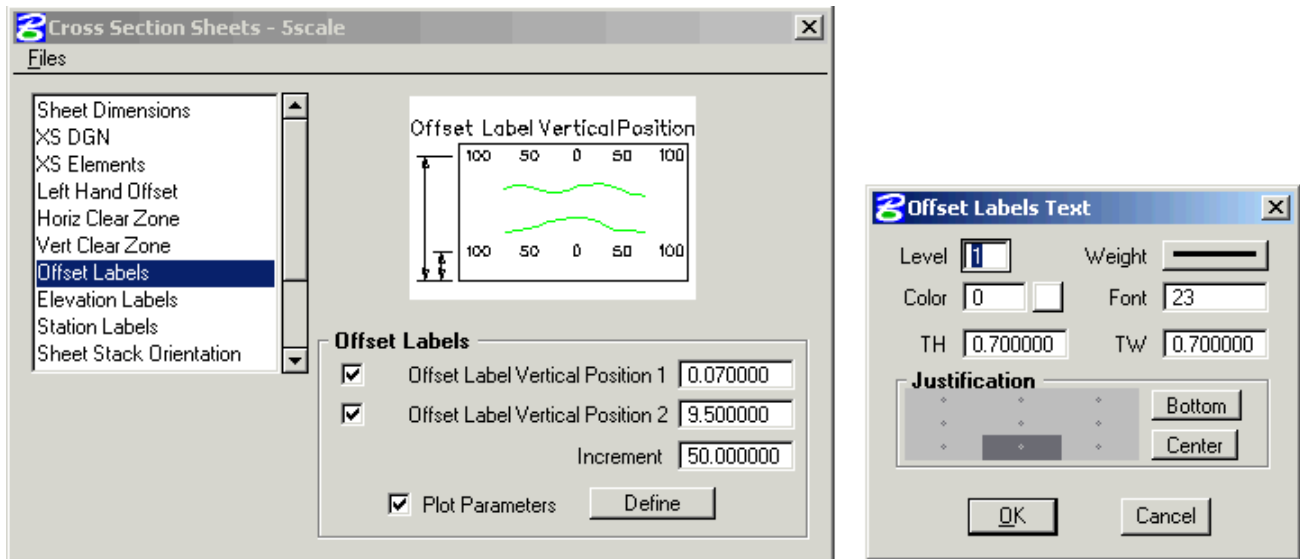 Cross Section Sheets - 5scale
Files
Sheet Dimensions
XS DGN
XS Elements
Left Hand Offset
Horiz Clear Zone
Vert Clear Zone
Offset Labels
Elevation Labels
Station Labels
Sheet Stack Orientation
Offset Label Vertical Position
100 50 0 50 100
100 50 0 50 100
Offset Labels
Offset Label Vertical Position 1 0.070000
Offset Label Vertical Position 2 9.500000
Increment 50.000000
Plot Parameters Define
Offset Labels Text
Level 1 Weight
Color 0 Font 23
TH 0.700000 TW 0.700000
Justification
Bottom
Center
OK Cancel